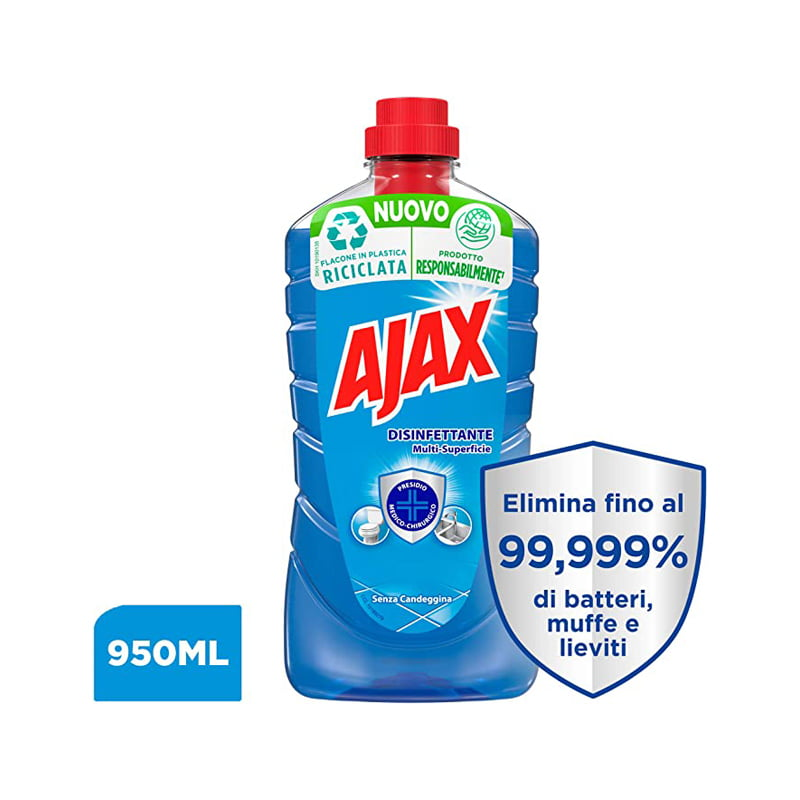 NUOVO
FLACONE IN PLASTICA
RICICLATA
PRODOTTO
RESPONSABILMENTE*
AJAX
DISINFETTANTE
Multi-Superficie
PRESIDIO
MEDICO-CHIRURGICO
Senza Candeggina
Elimina fino al
99,999%
di batteri,
muffe e
lieviti
950ML